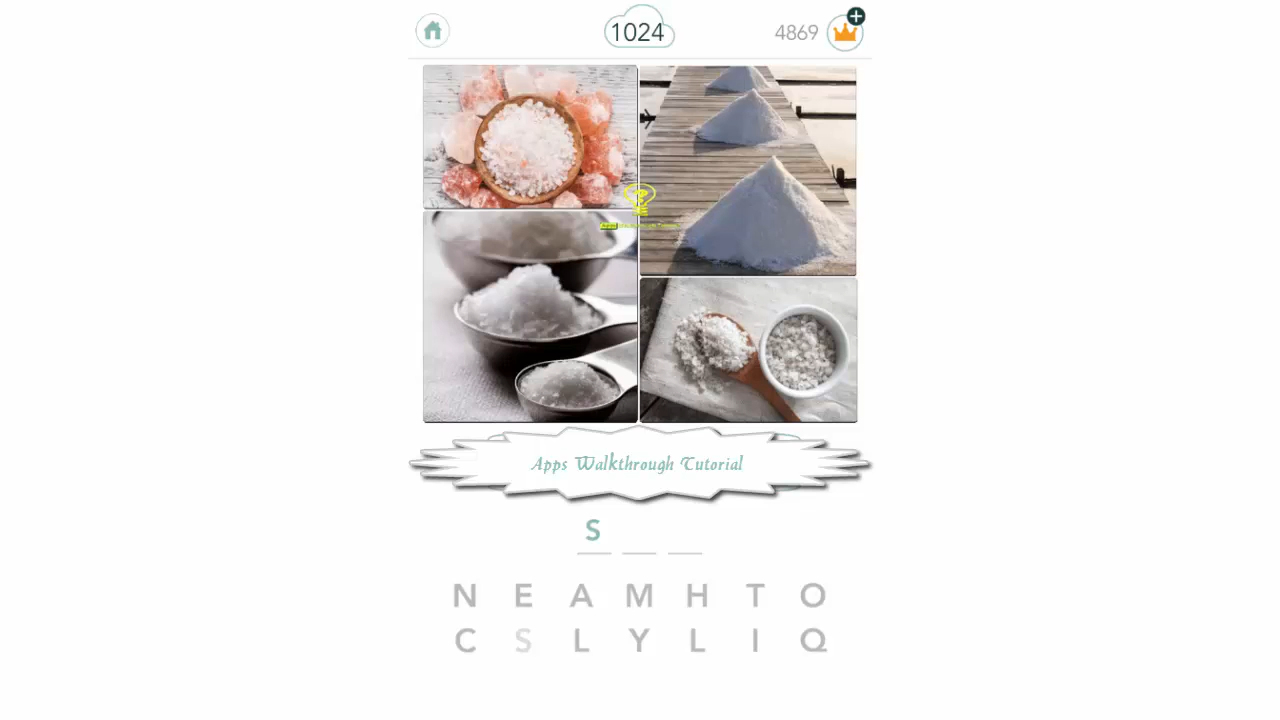 1024
4869
Apps Walkthrough Tutorial
S
N E A M H T O
C S L Y L I Q